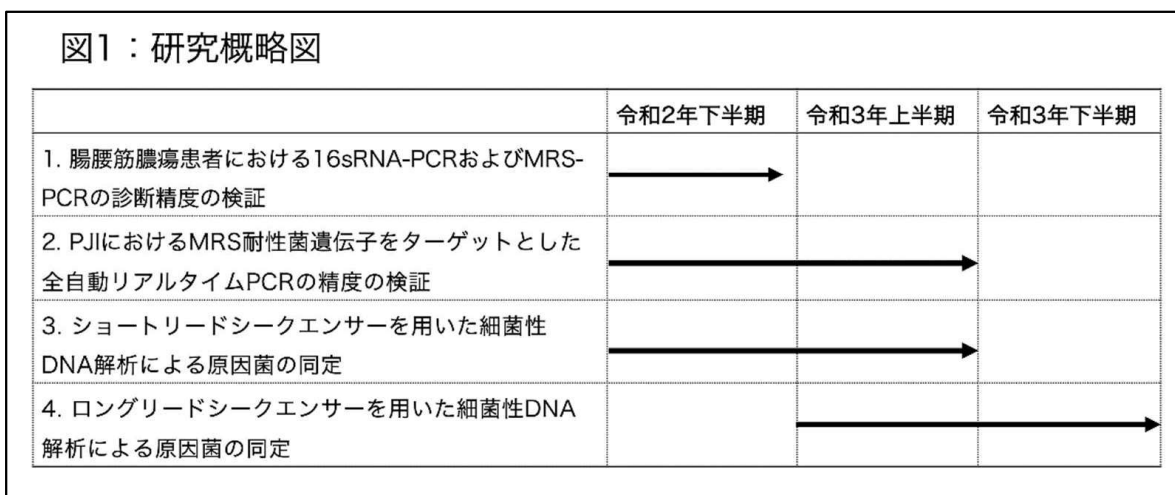 図1：研究概略図
令和2年下半期 令和3年上半期 令和3年下半期
1. 腸腰筋膿瘍患者における16sRNA-PCRおよびMRS-
PCRの診断精度の検証
2. PJIにおけるMRS耐性菌遺伝子をターゲットとした
全自動リアルタイムPCRの精度の検証
3. ショートリードシークエンサーを用いた細菌性
DNA解析による原因菌の同定
4. ロングリードシークエンサーを用いた細菌性DNA
解析による原因菌の同定